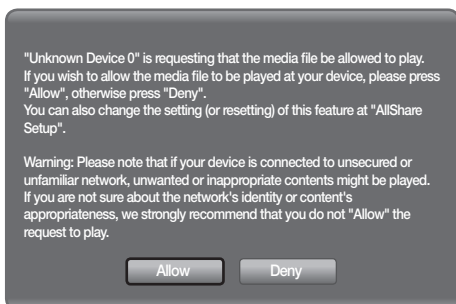 "Unknown Device 0" is requesting that the media file be allowed to play.
If you wish to allow the media file to be played at your device, please press
"Allow", otherwise press "Deny".
You can also change the setting (or resetting) of this feature at "AllShare
Setup".
Warning: Please note that if your device is connected to unsecured or
unfamiliar network, unwanted or inappropriate contents might be played.
If you are not sure about the network's identity or content's
appropriateness, we strongly recommend that you do not "Allow" the
request to play.
Allow Deny